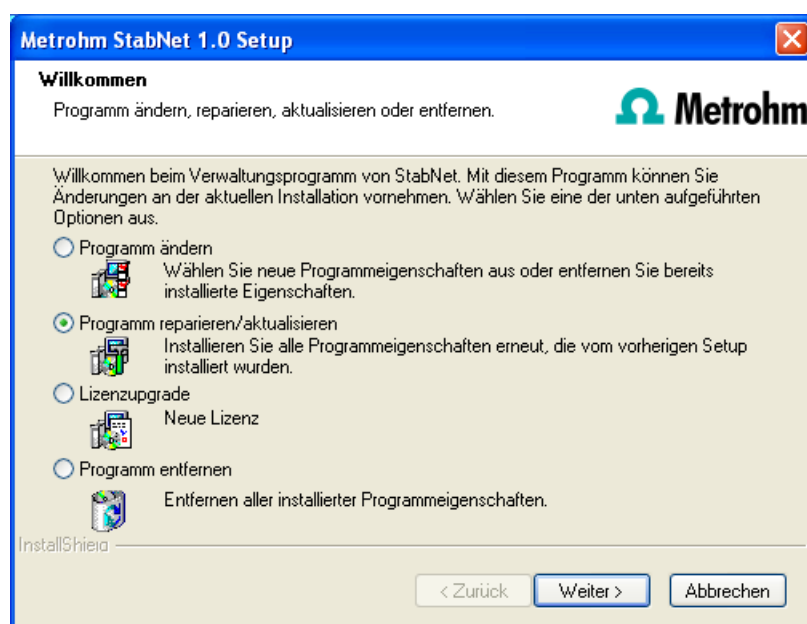 Metrohm StabNet 1.0 Setup
Willkommen
Programm ändern, reparieren, aktualisieren oder entfernen.
Metrohm
Willkommen beim Verwaltungsprogramm von StabNet. Mit diesem Programm können Sie
Änderungen an der aktuellen Installation vornehmen. Wählen Sie eine der unten aufgeführten
Optionen aus.
Programm ändern
Wählen Sie neue Programmeigenschaften aus oder entfernen Sie bereits
installierte Eigenschaften.
Programm reparieren/aktualisieren
Installieren Sie alle Programmeigenschaften erneut, die vom vorherigen Setup
installiert wurden.
Lizenzupgrade
Neue Lizenz
Programm entfernen
Entfernen aller installierter Programmeigenschaften.
InstallShield
< Zurück
Weiter >
Abbrechen